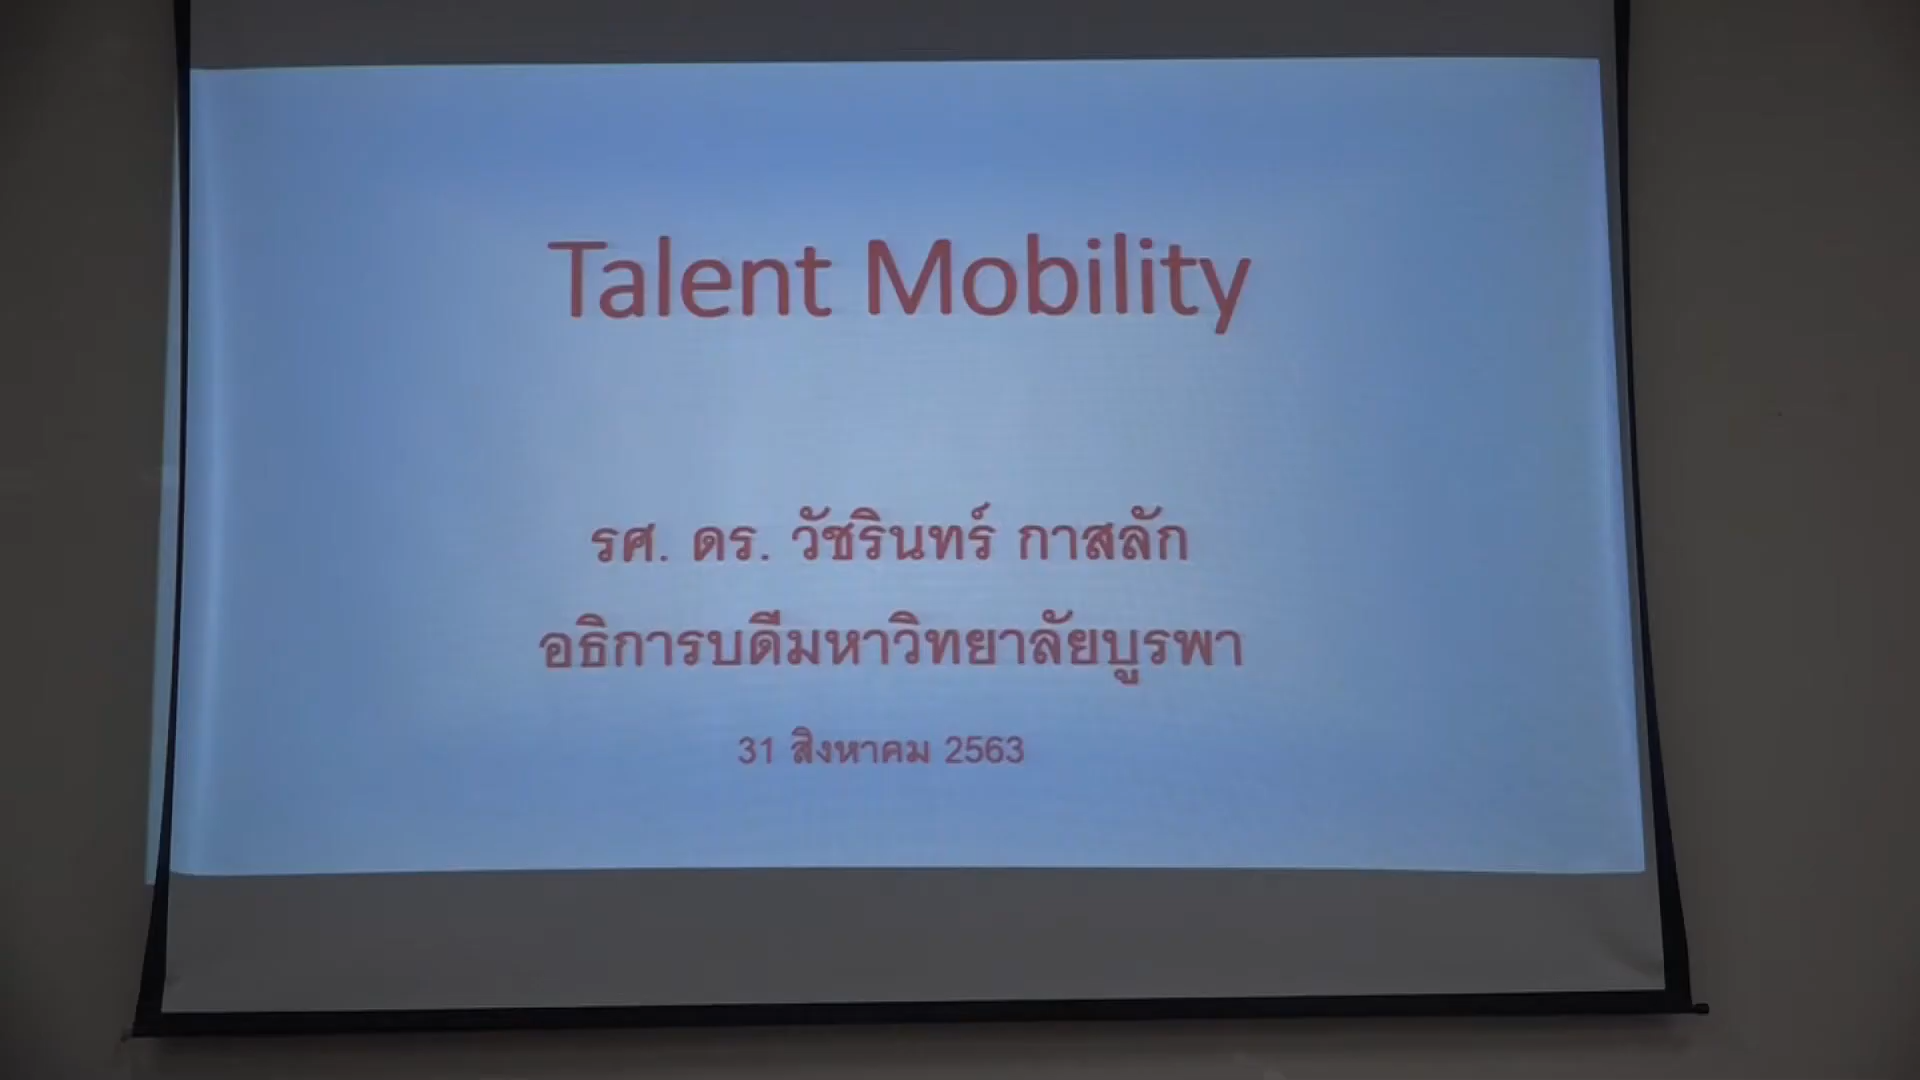 Talent Mobility
รศ. ดร. วัชรินทร์ กาสลัก
อธิการบดีมหาวิทยาลัยบูรพา
31 สิงหาคม 2563